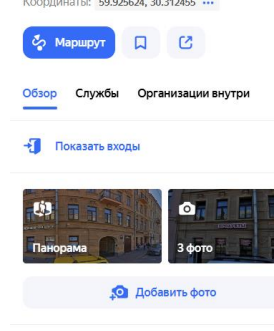 Координаты: 59.925624, 30.312455 ...
Маршрут
Обзор Службы Организации внутри
Показать входы
Панорама 3 фото
Добавить фото